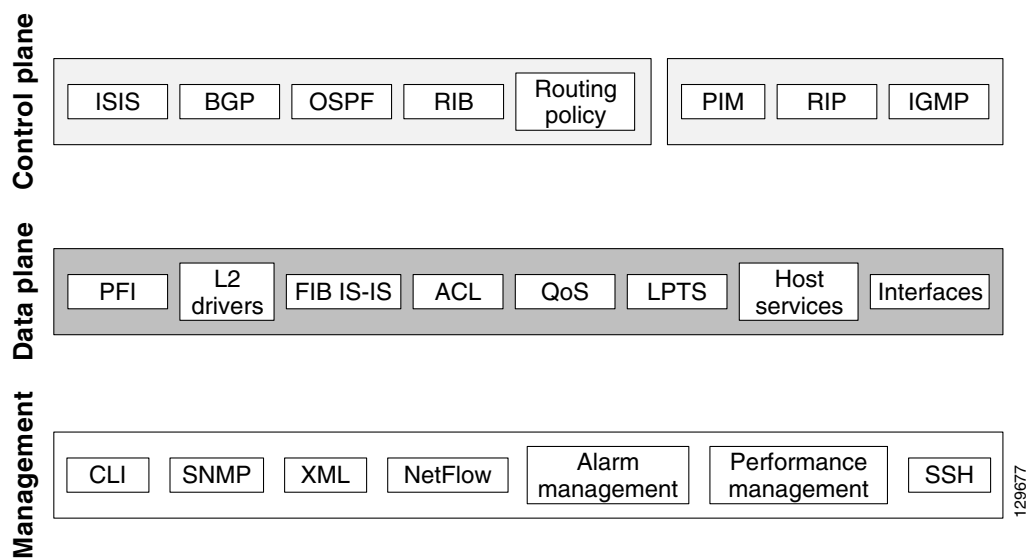 Control plane
ISIS
BGP
OSPF
RIB
Routing
policy
PIM
RIP
IGMP
Data plane
PFI
L2
drivers
FIB IS-IS
ACL
QoS
LPTS
Host
services
Interfaces
Management
CLI
SNMP
XML
NetFlow
Alarm
management
Performance
management
SSH
129677